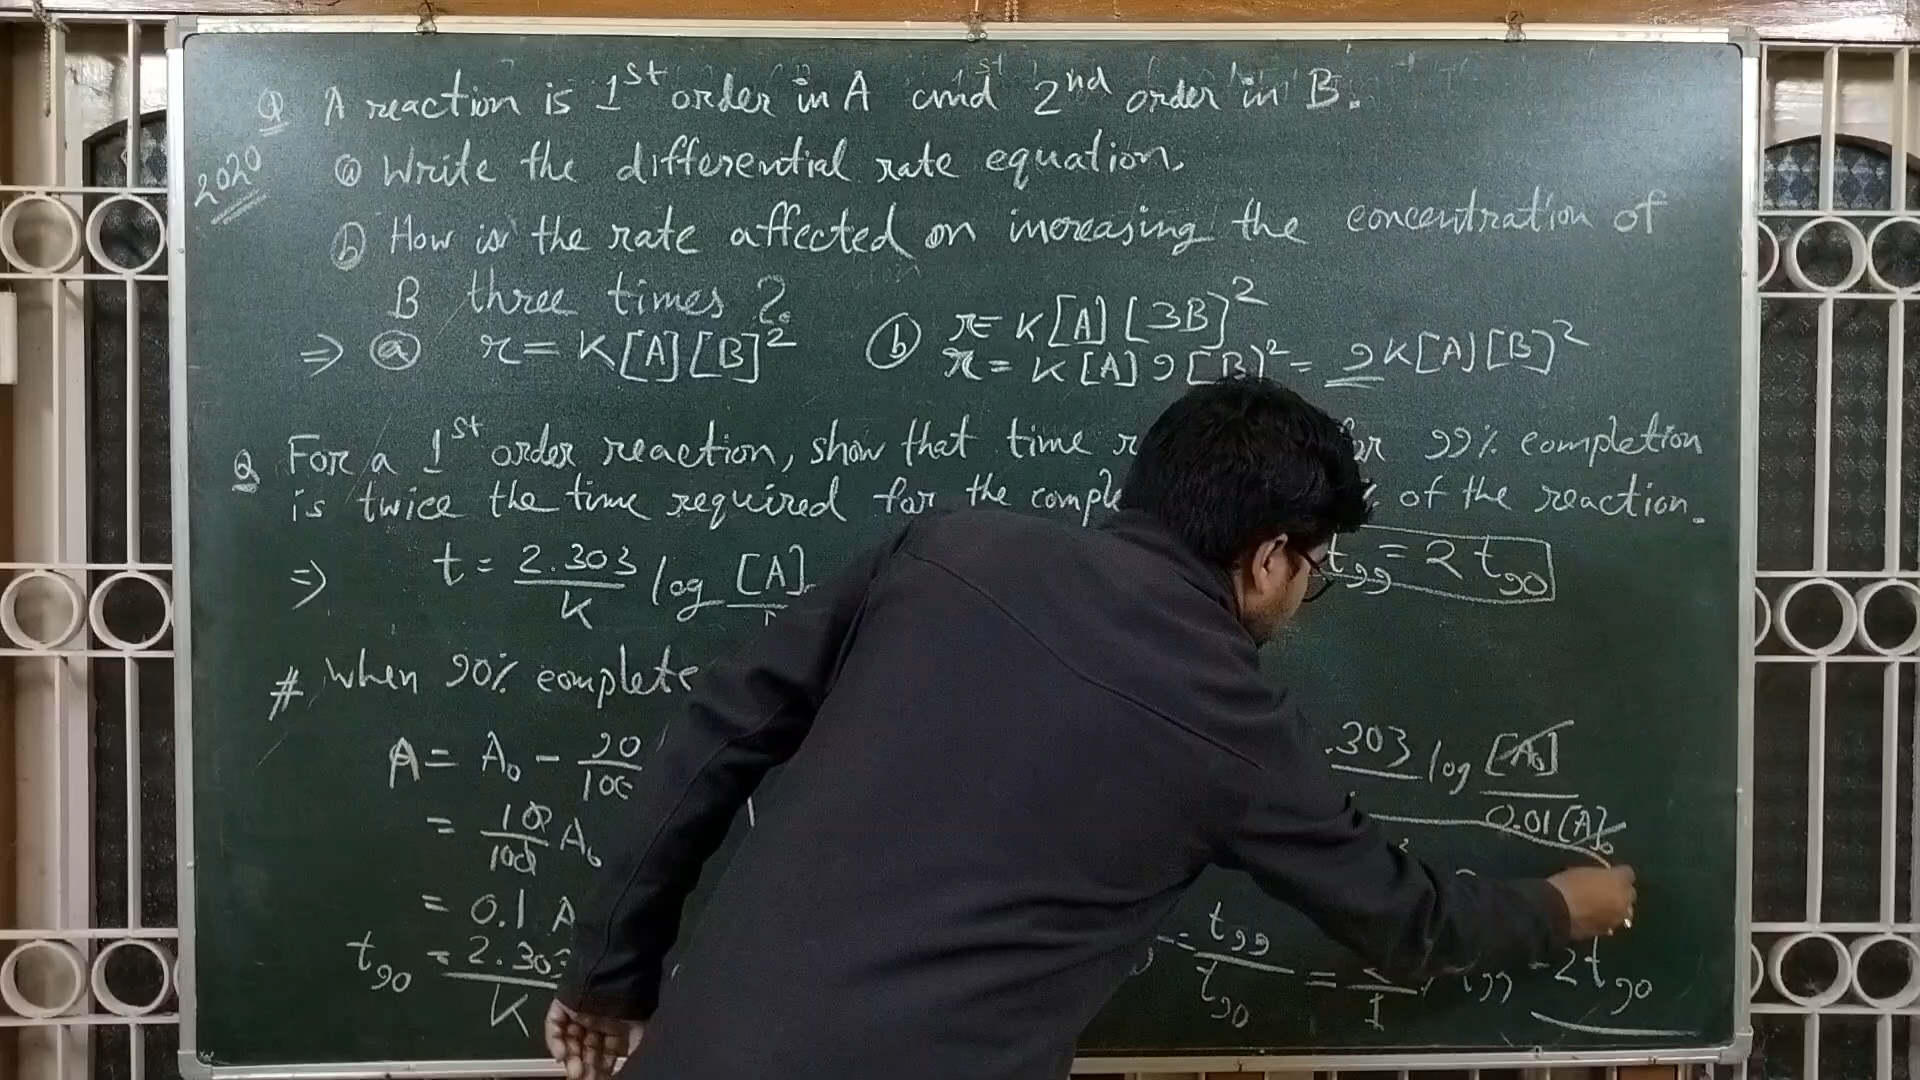 Q A reaction is 1st order in A and 2nd order in B.
2020
(a) Write the differential rate equation.
(b) How is the rate affected on increasing the concentration of
B three times?
⇒ (a) r = K[A][B]²
(b) r = K[A][3B]²
r = K[A] 9[B]² = 9K[A][B]²
Q For a 1st order reaction, show that time for 99% completion
is twice the time required for the of the reaction.
⇒ t = 2.303/K log [A]
t99 = 2 t90
# When 90% complete
A = A₀ - 90/100
= 10/100 A₀
= 0.1 A
t90 = 2.303/K
.303 log [A₀]/0.01[A]₀
= t99/t90 = 2/1, t99 = 2t90